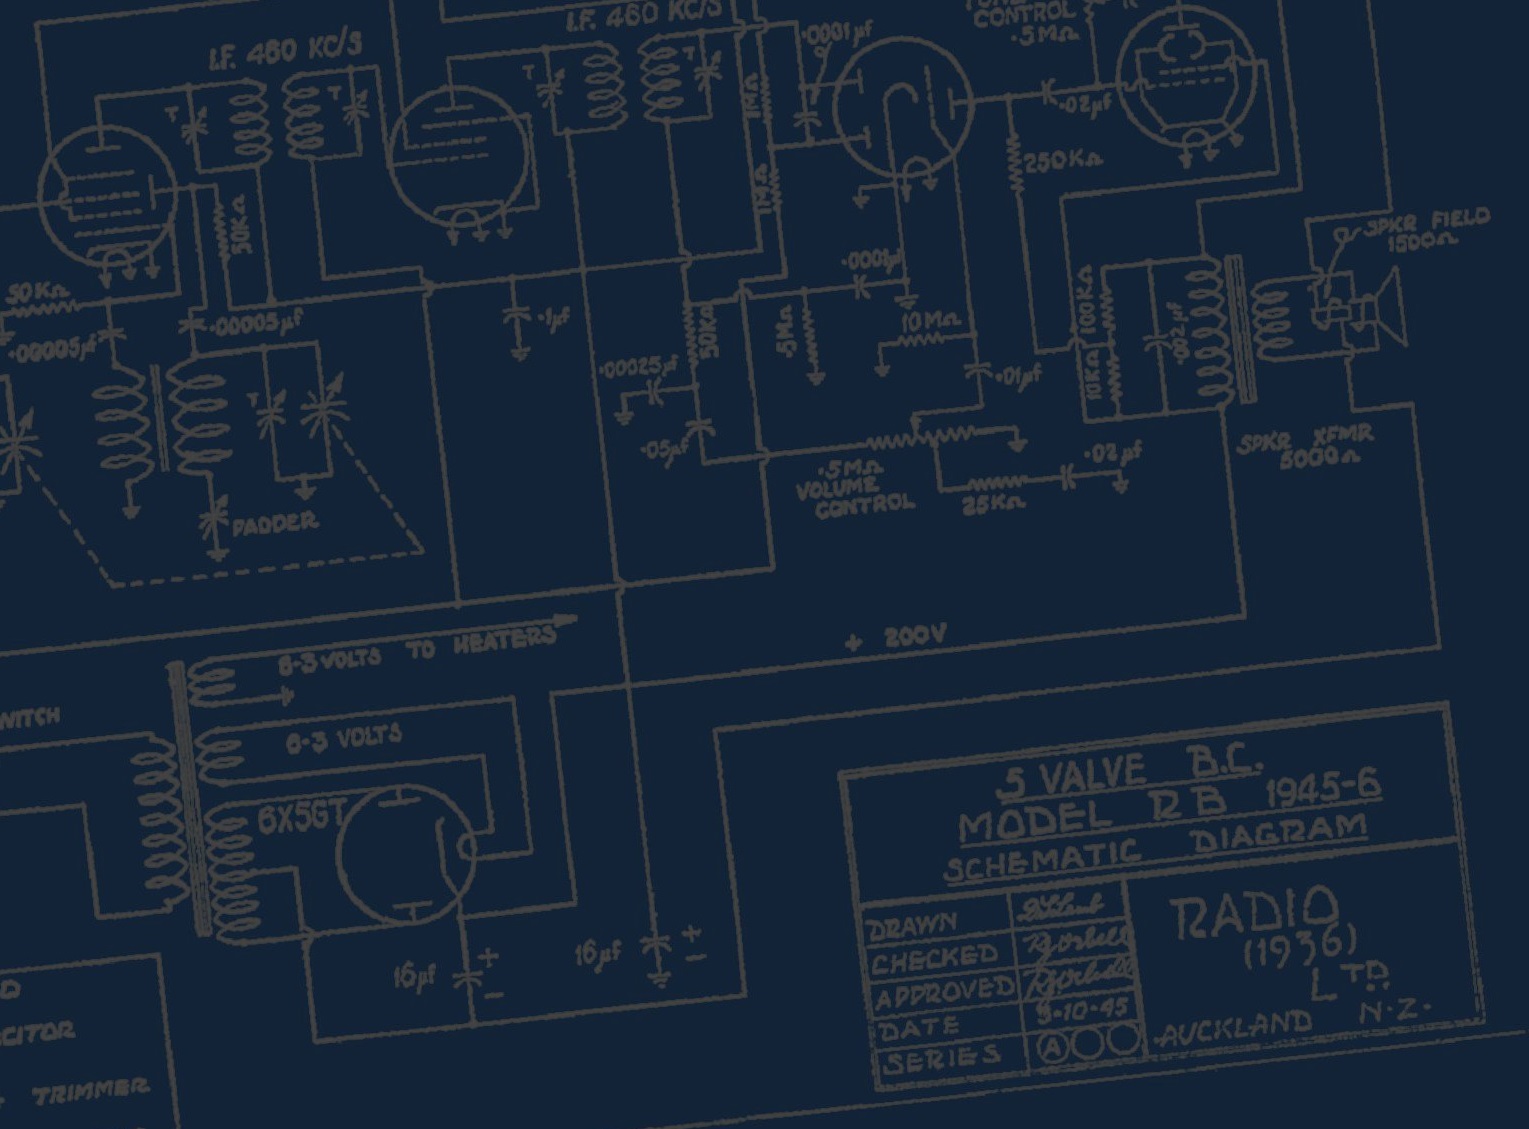 I.F. 460 KC/S
I.F. 460 KC/S
CONTROL
.5MΩ
.0001µf
T
T
T
T
.02µf
1MΩ
1MΩ
250KΩ
50KΩ
SPKR FIELD
1500Ω
.0001µf
50KΩ
.00005µf
.00005µf
.1µf
50KΩ
.5MΩ
10MΩ
100KΩ
10KΩ
.002µf
.00025µf
.01µf
T
.05µf
.5MΩ
VOLUME
CONTROL
25KΩ
.02µf
SPKR XFMR
5000Ω
PADDER
6-3 VOLTS TO HEATERS
+ 200V
WITCH
6-3 VOLTS
6X5GT
16µf
+
-
16µf
+
-
D
CITOR
TRIMMER
5 VALVE B.C.
MODEL RB 1945-6
SCHEMATIC DIAGRAM
DRAWN
CHECKED
APPROVED
DATE 9-10-45
SERIES A
RADIO
(1936)
LTD.
AUCKLAND N.Z.